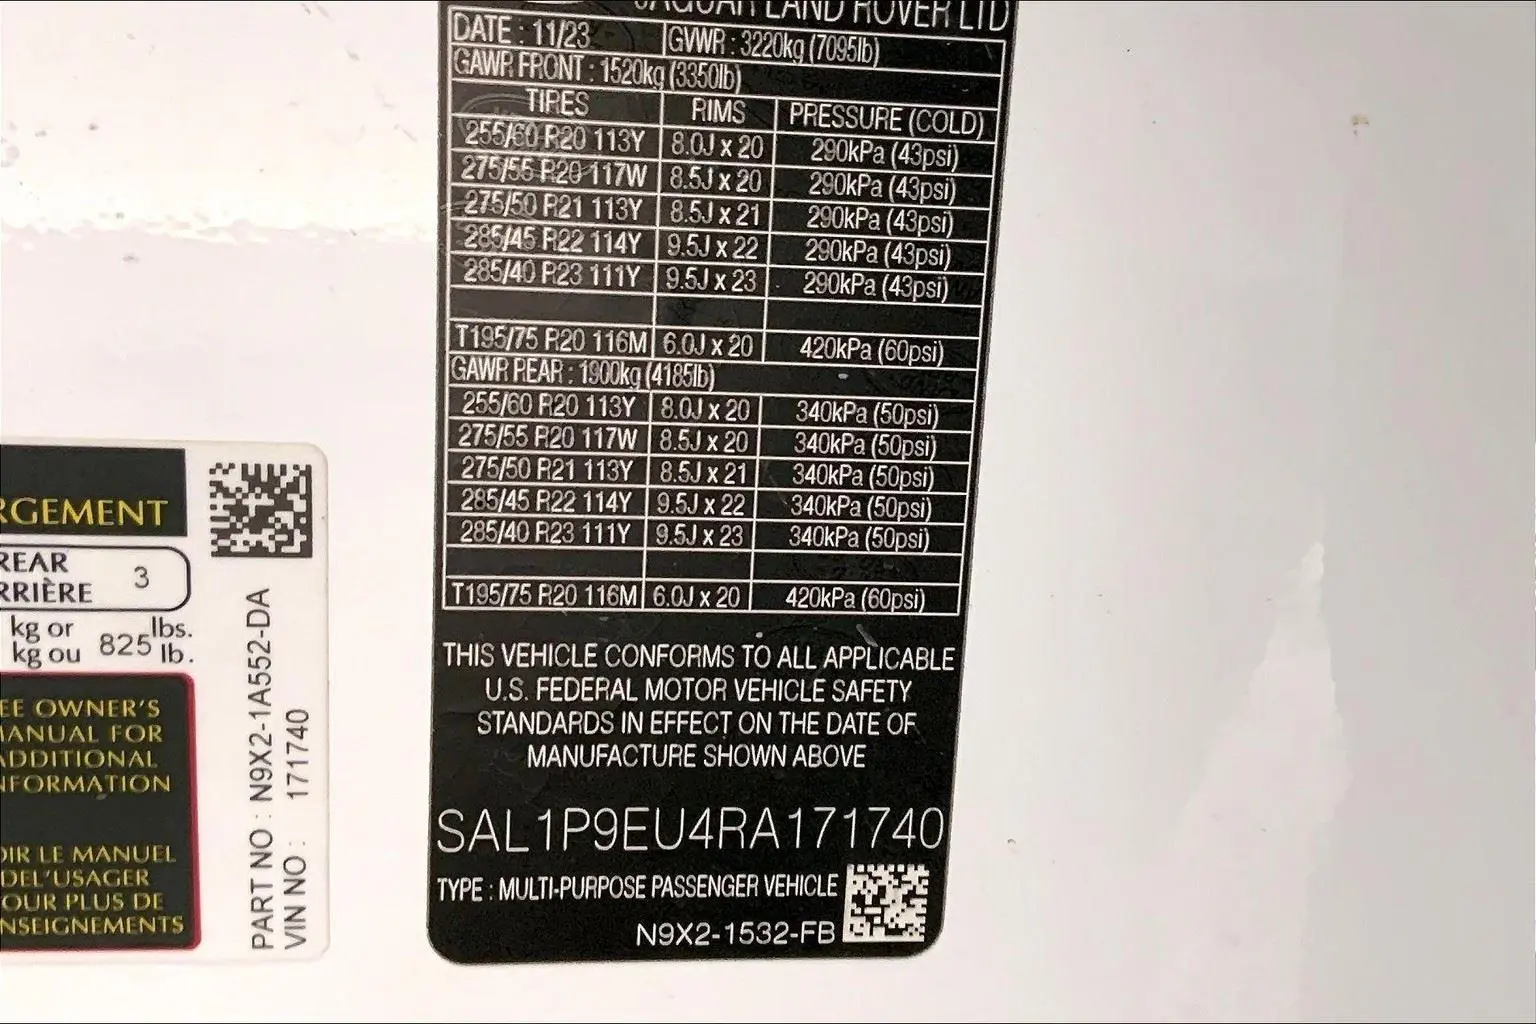 JAGUAR LAND ROVER LTD
DATE : 11/23 GVWR : 3220kg (7095lb)
GAWR FRONT : 1520kg (3350lb)
TIRES RIMS PRESSURE (COLD)
255/60 R20 113Y 8.0J x 20 290kPa (43psi)
275/55 R20 117W 8.5J x 20 290kPa (43psi)
275/50 R21 113Y 8.5J x 21 290kPa (43psi)
285/45 R22 114Y 9.5J x 22 290kPa (43psi)
285/40 R23 111Y 9.5J x 23 290kPa (43psi)
T195/75 R20 116M 6.0J x 20 420kPa (60psi)
GAWR REAR : 1900kg (4185lb)
255/60 R20 113Y 8.0J x 20 340kPa (50psi)
275/55 R20 117W 8.5J x 20 340kPa (50psi)
275/50 R21 113Y 8.5J x 21 340kPa (50psi)
285/45 R22 114Y 9.5J x 22 340kPa (50psi)
285/40 R23 111Y 9.5J x 23 340kPa (50psi)
T195/75 R20 116M 6.0J x 20 420kPa (60psi)
THIS VEHICLE CONFORMS TO ALL APPLICABLE
U.S. FEDERAL MOTOR VEHICLE SAFETY
STANDARDS IN EFFECT ON THE DATE OF
MANUFACTURE SHOWN ABOVE
SAL1P9EU4RA171740
TYPE : MULTI-PURPOSE PASSENGER VEHICLE
N9X2-1532-FB
RGEMENT
REAR
RRIÈRE 3
kg or 825 lbs.
kg ou lb.
EE OWNER'S
ANUAL FOR
ADDITIONAL
NFORMATION
OIR LE MANUEL
DEL'USAGER
OUR PLUS DE
NSEIGNEMENTS
PART NO : N9X2-1A552-DA
VIN NO : 171740